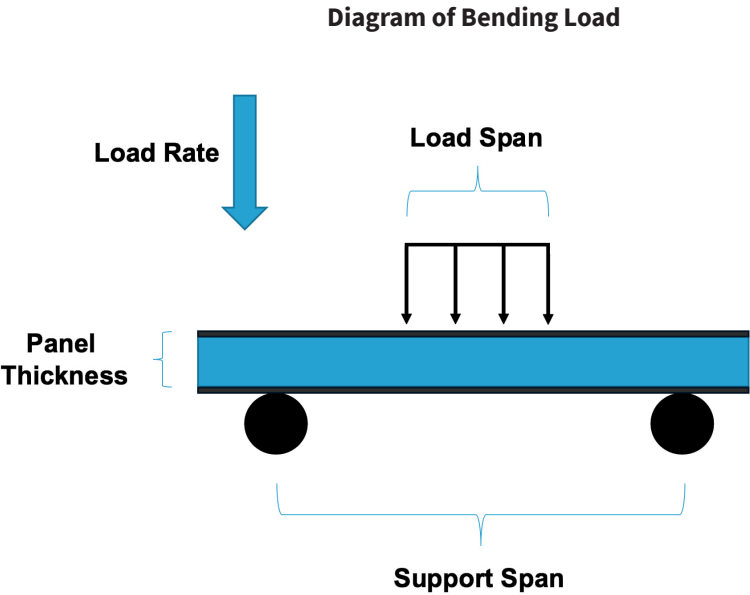 Diagram of Bending Load
Load Span
Load Rate
Panel
Thickness
Support Span